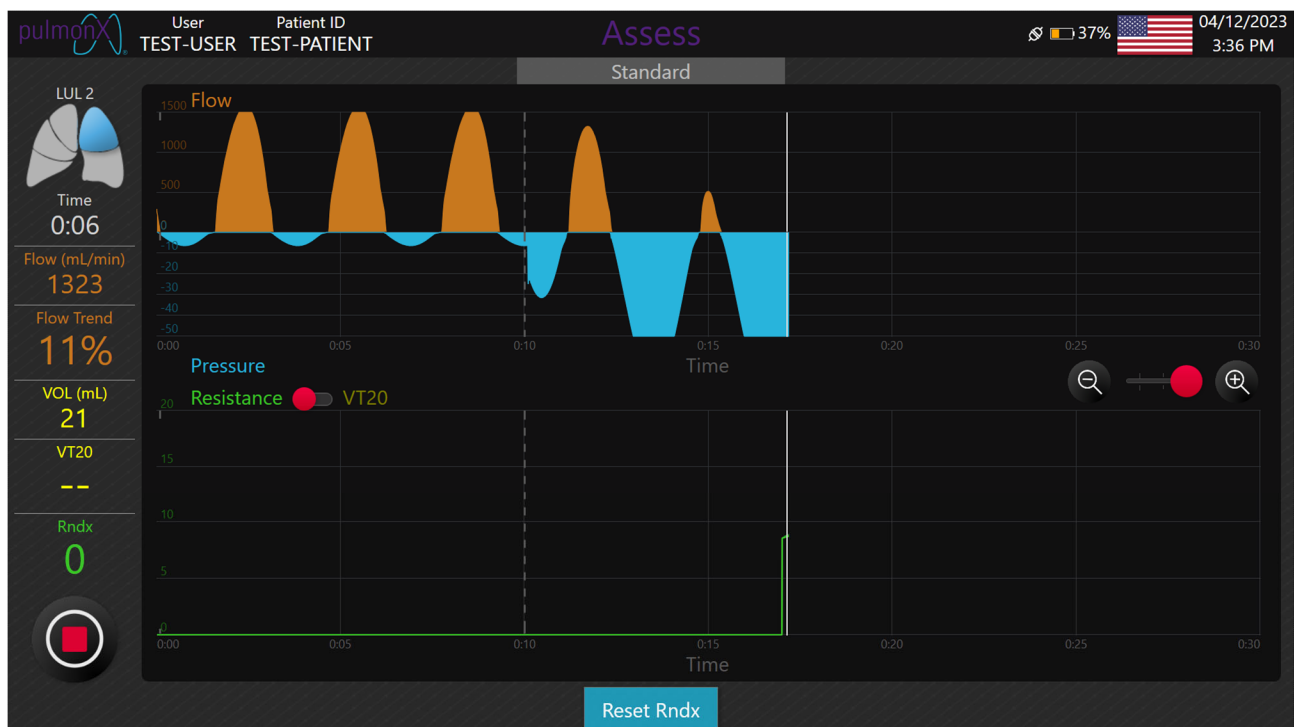 pulmonX
User
TEST-USER
Patient ID
TEST-PATIENT
Assess
37%
04/12/2023
3:36 PM
Standard
LUL 2
Time
0:06
Flow (mL/min)
1323
Flow Trend
11%
VOL (mL)
21
VT20
--
Rndx
0
Flow
1500
1000
500
0
-10
-20
-30
-40
-50
0:00 0:05 0:10 0:15 0:20 0:25 0:30
Pressure
Time
Resistance VT20
20
15
10
5
0
0:00 0:05 0:10 0:15 0:20 0:25 0:30
Time
Reset Rndx